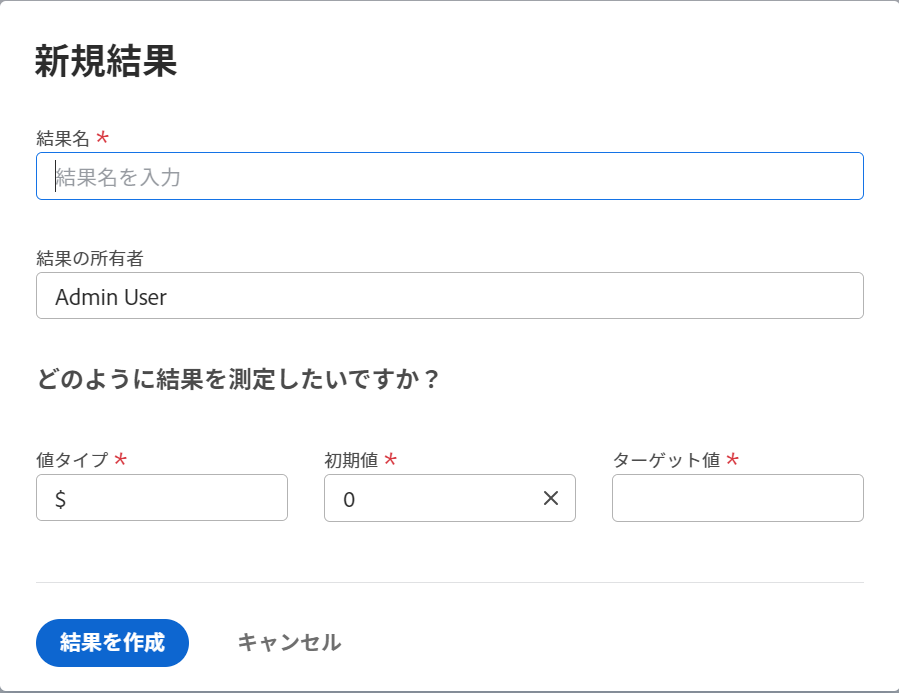 新規結果
結果名 *
結果名を入力
結果の所有者
Admin User
どのように結果を測定したいですか？
値タイプ * 初期値 * ターゲット値 *
$ 0
結果を作成 キャンセル